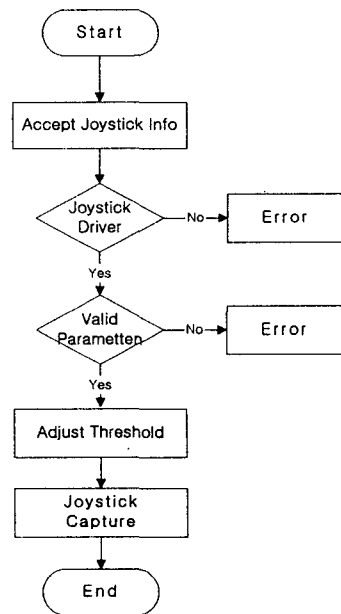 Start
Accept Joystick Info
Joystick
Driver
No
Error
Yes
Valid
Parametten
No
Error
Yes
Adjust Threshold
Joystick
Capture
End